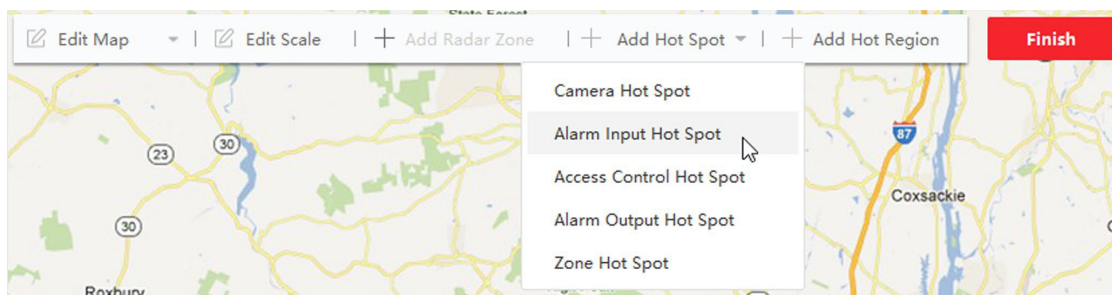 State Forest
Edit Map
Edit Scale
Add Radar Zone
Add Hot Spot
Add Hot Region
Finish
Camera Hot Spot
Alarm Input Hot Spot
Access Control Hot Spot
Alarm Output Hot Spot
Zone Hot Spot
30
23
87
Coxsackie
30
Roxbury